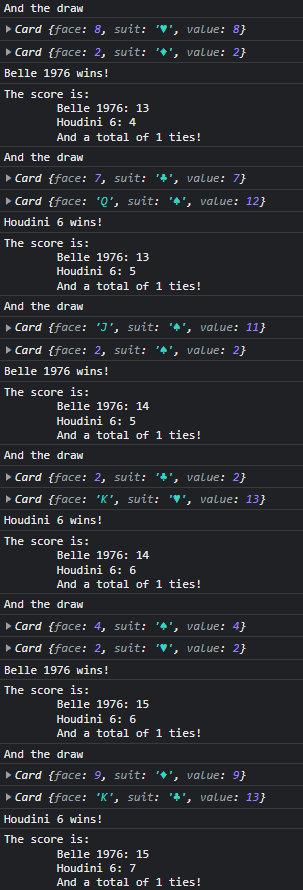 And the draw
▶ Card {face: 8, suit: '♥', value: 8}
▶ Card {face: 2, suit: '♦', value: 2}
Belle 1976 wins!
The score is:
Belle 1976: 13
Houdini 6: 4
And a total of 1 ties!
And the draw
▶ Card {face: 7, suit: '♣', value: 7}
▶ Card {face: 'Q', suit: '♠', value: 12}
Houdini 6 wins!
The score is:
Belle 1976: 13
Houdini 6: 5
And a total of 1 ties!
And the draw
▶ Card {face: 'J', suit: '♠', value: 11}
▶ Card {face: 2, suit: '♠', value: 2}
Belle 1976 wins!
The score is:
Belle 1976: 14
Houdini 6: 5
And a total of 1 ties!
And the draw
▶ Card {face: 2, suit: '♣', value: 2}
▶ Card {face: 'K', suit: '♥', value: 13}
Houdini 6 wins!
The score is:
Belle 1976: 14
Houdini 6: 6
And a total of 1 ties!
And the draw
▶ Card {face: 4, suit: '♠', value: 4}
▶ Card {face: 2, suit: '♥', value: 2}
Belle 1976 wins!
The score is:
Belle 1976: 15
Houdini 6: 6
And a total of 1 ties!
And the draw
▶ Card {face: 9, suit: '♦', value: 9}
▶ Card {face: 'K', suit: '♣', value: 13}
Houdini 6 wins!
The score is:
Belle 1976: 15
Houdini 6: 7
And a total of 1 ties!